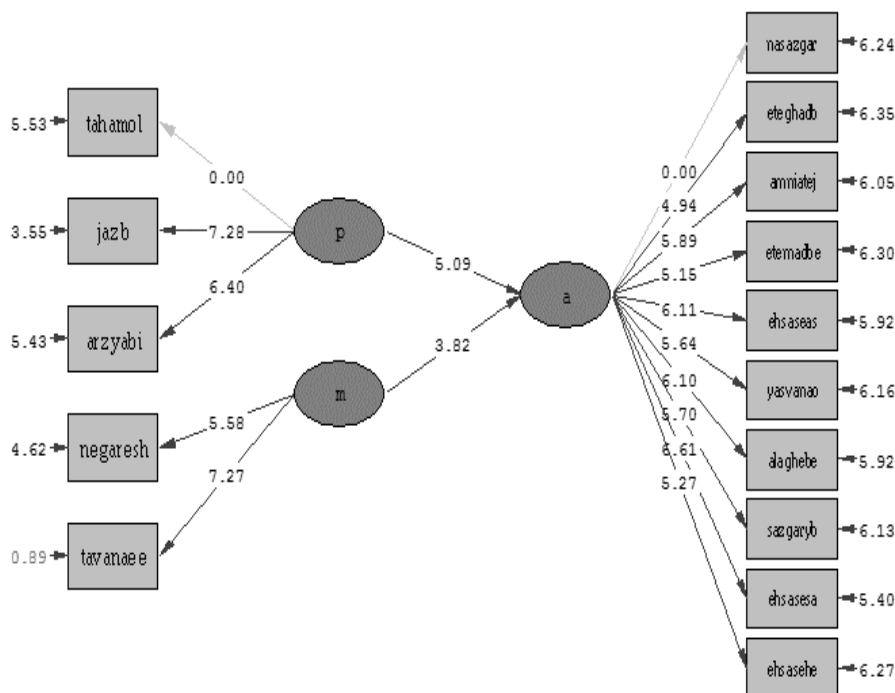 nasazgar
6.24
5.53
tahamol
eteghadb
6.35
0.00
0.00
4.94
amniatej
6.05
3.55
jazb
7.28
p
5.89
5.09
5.15
etemadbe
6.30
6.40
a
6.11
ehsaseas
5.92
5.43
arzyabi
3.82
5.64
m
6.10
yasvanao
6.16
5.58
5.70
4.62
negaresh
6.61
alaghebe
5.92
7.27
5.27
sazgaryb
6.13
0.89
tavanaee
ehsasesa
5.40
ehsasehe
6.27